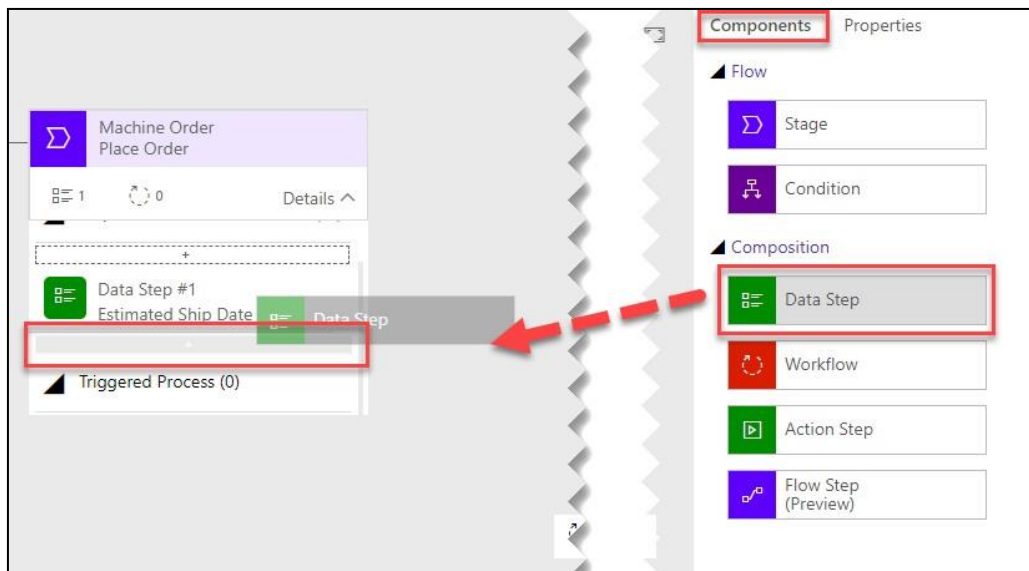 Components Properties
Flow
Stage
Condition
Composition
Data Step
Workflow
Action Step
Flow Step
(Preview)
Machine Order
Place Order
1 0 Details
+
Data Step #1
Estimated Ship Date
Data Step
+
Triggered Process (0)